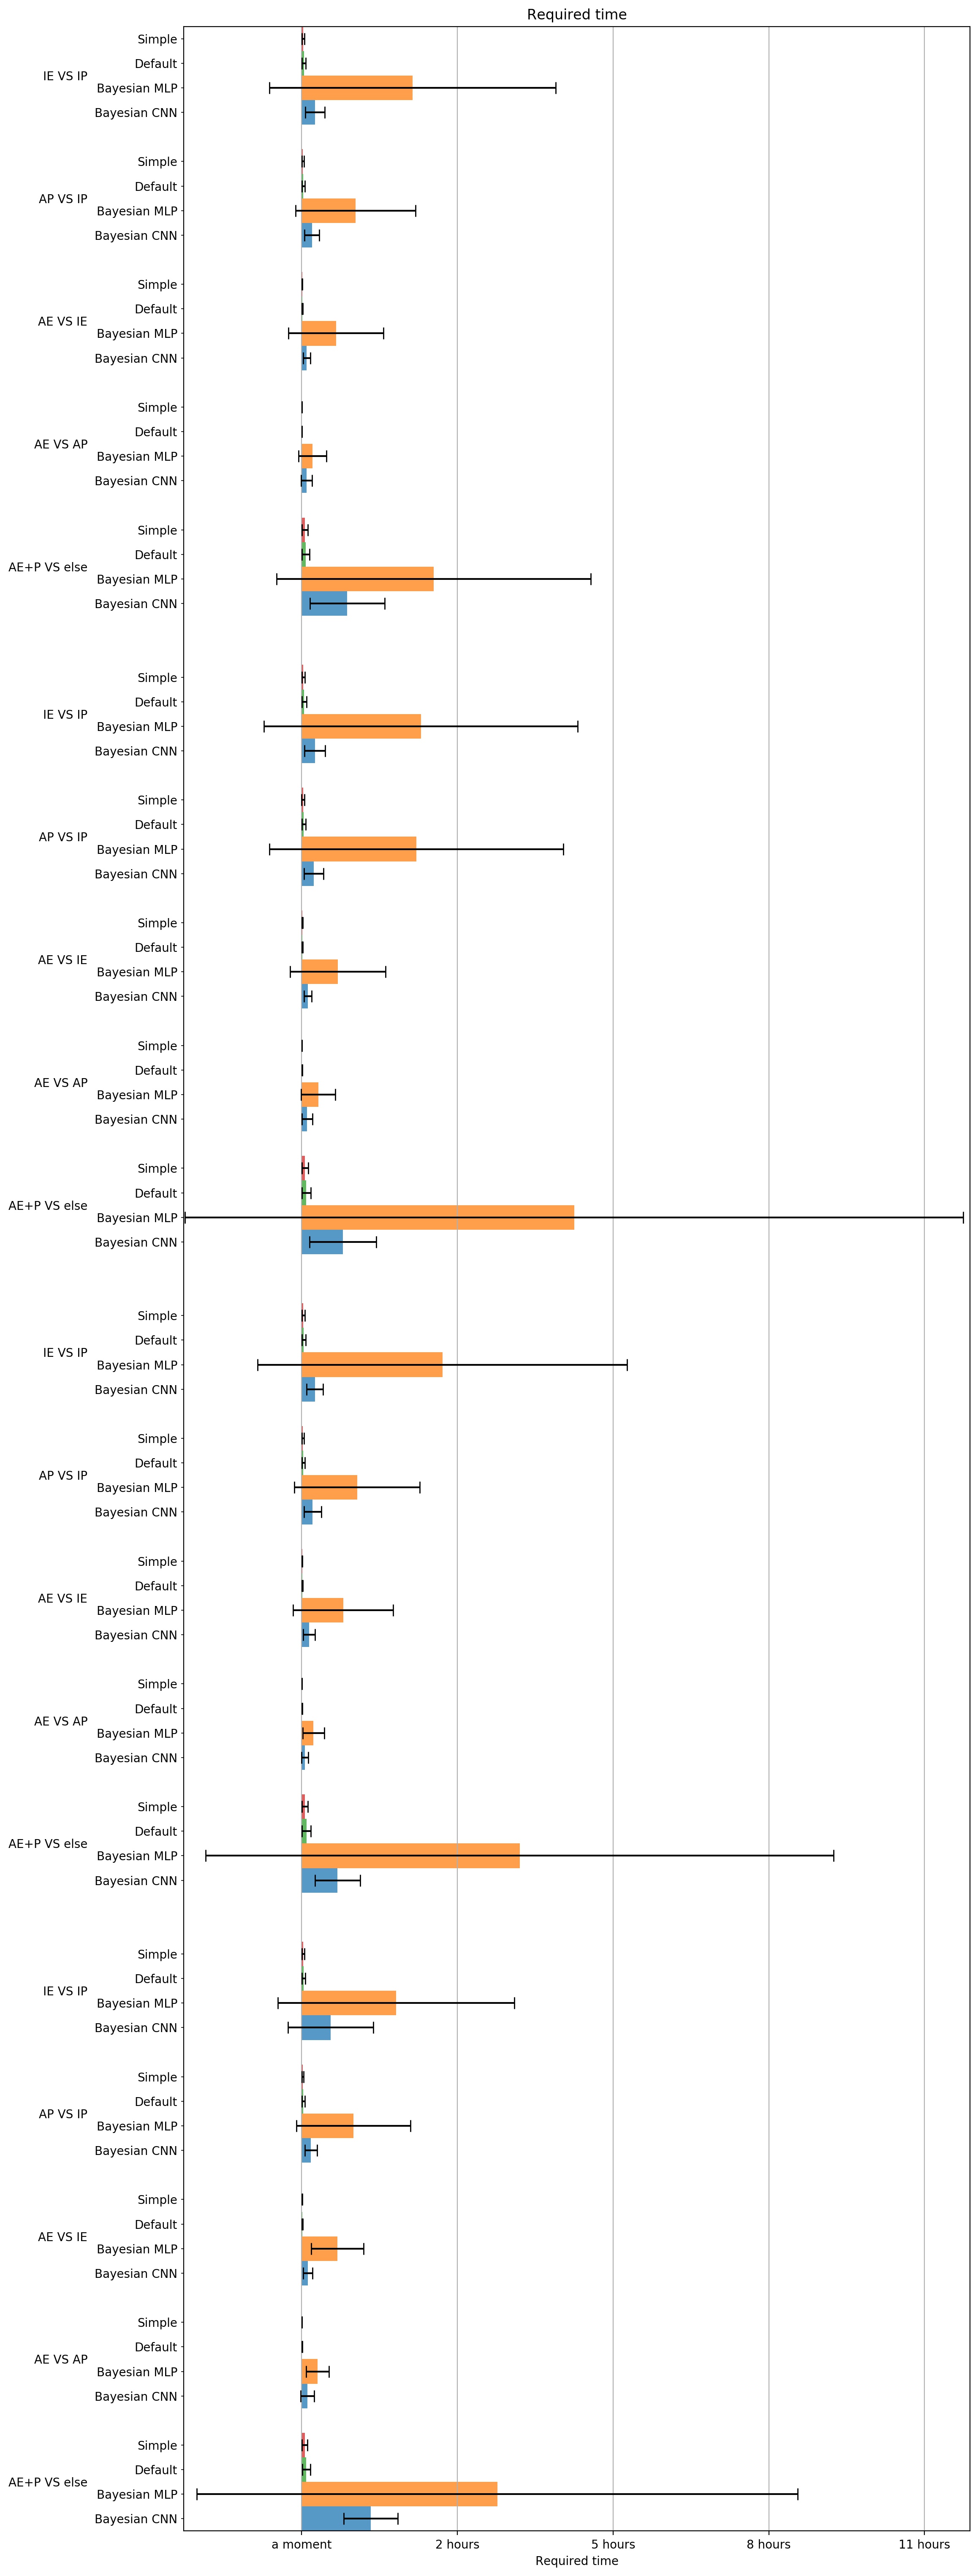 Required time
Simple
Default
IE VS IP
Bayesian MLP
Bayesian CNN
Simple
Default
AP VS IP
Bayesian MLP
Bayesian CNN
Simple
Default
AE VS IE
Bayesian MLP
Bayesian CNN
Simple
Default
AE VS AP
Bayesian MLP
Bayesian CNN
Simple
Default
AE+P VS else
Bayesian MLP
Bayesian CNN
Simple
Default
IE VS IP
Bayesian MLP
Bayesian CNN
Simple
Default
AP VS IP
Bayesian MLP
Bayesian CNN
Simple
Default
AE VS IE
Bayesian MLP
Bayesian CNN
Simple
Default
AE VS AP
Bayesian MLP
Bayesian CNN
Simple
Default
AE+P VS else
Bayesian MLP
Bayesian CNN
Simple
Default
IE VS IP
Bayesian MLP
Bayesian CNN
Simple
Default
AP VS IP
Bayesian MLP
Bayesian CNN
Simple
Default
AE VS IE
Bayesian MLP
Bayesian CNN
Simple
Default
AE VS AP
Bayesian MLP
Bayesian CNN
Simple
Default
AE+P VS else
Bayesian MLP
Bayesian CNN
Simple
Default
IE VS IP
Bayesian MLP
Bayesian CNN
Simple
Default
AP VS IP
Bayesian MLP
Bayesian CNN
Simple
Default
AE VS IE
Bayesian MLP
Bayesian CNN
Simple
Default
AE VS AP
Bayesian MLP
Bayesian CNN
Simple
Default
AE+P VS else
Bayesian MLP
Bayesian CNN
a moment 2 hours 5 hours 8 hours 11 hours
Required time